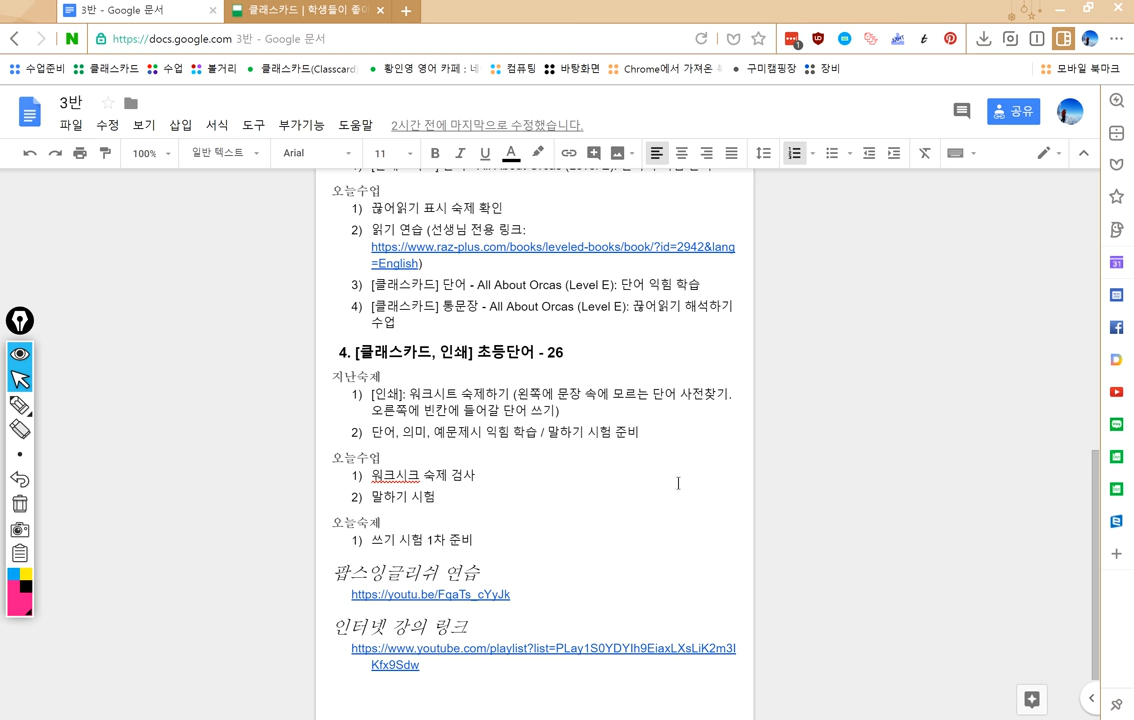 3반 - Google 문서
클래스카드 | 학생들이 좋아
https://docs.google.com 3반 - Google 문서
수업준비 클래스카드 수업 볼거리 클래스카드(Classcard) 황인영 영어 카페 : 네 컴퓨팅 바탕화면 Chrome에서 가져온 구미캠핑장 장비 모바일 북마크
3반
파일 수정 보기 삽입 서식 도구 부가기능 도움말 2시간 전에 마지막으로 수정했습니다.
공유
100% 일반 텍스트 Arial 11
오늘수업
1) 끊어읽기 표시 숙제 확인
2) 읽기 연습 (선생님 전용 링크:
https://www.raz-plus.com/books/leveled-books/book/?id=2942&lang
=English)
3) [클래스카드] 단어 - All About Orcas (Level E): 단어 익힘 학습
4) [클래스카드] 통문장 - All About Orcas (Level E): 끊어읽기 해석하기
수업
4. [클래스카드, 인쇄] 초등단어 - 26
지난숙제
1) [인쇄]: 워크시트 숙제하기 (왼쪽에 문장 속에 모르는 단어 사전찾기.
오른쪽에 빈칸에 들어갈 단어 쓰기)
2) 단어, 의미, 예문제시 익힘 학습 / 말하기 시험 준비
오늘수업
1) 워크시크 숙제 검사
2) 말하기 시험
오늘숙제
1) 쓰기 시험 1차 준비
팝스잉글리쉬 연습
https://youtu.be/FqaTs_cYyJk
인터넷 강의 링크
https://www.youtube.com/playlist?list=PLay1S0YDYIh9EiaxLXsLiK2m3I
Kfx9Sdw